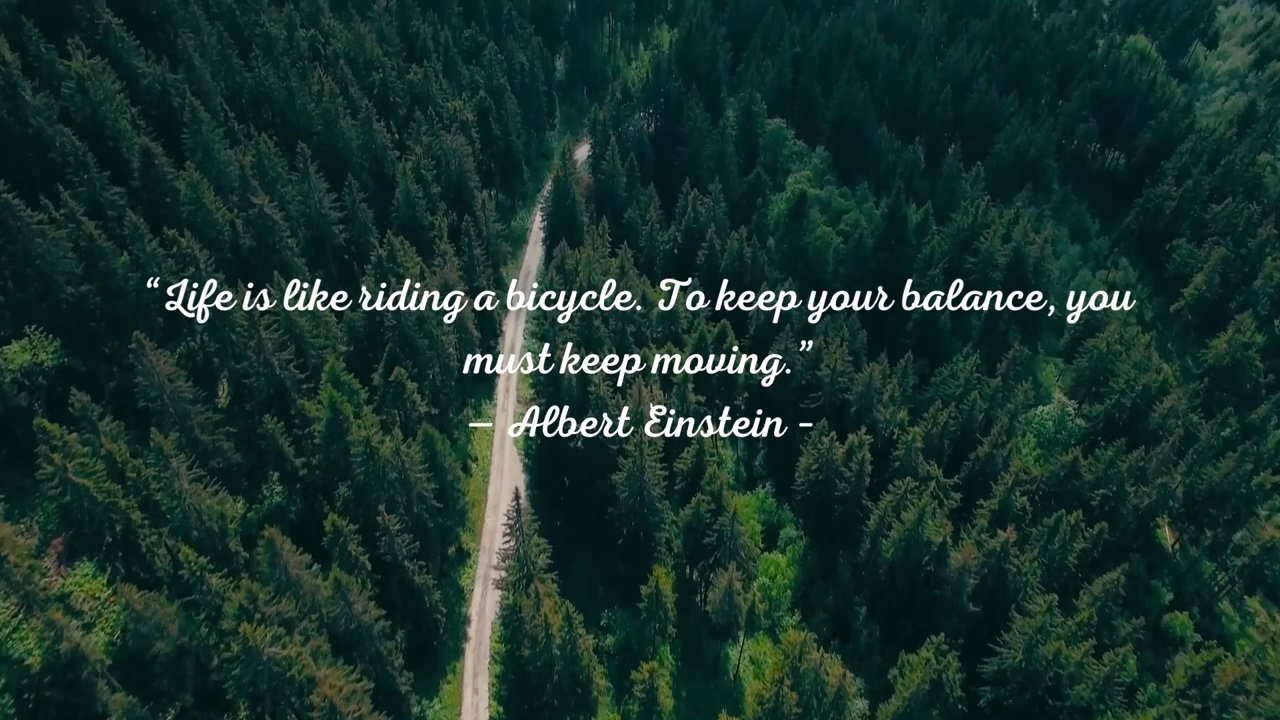 “Life is like riding a bicycle. To keep your balance, you
must keep moving.”
– Albert Einstein -